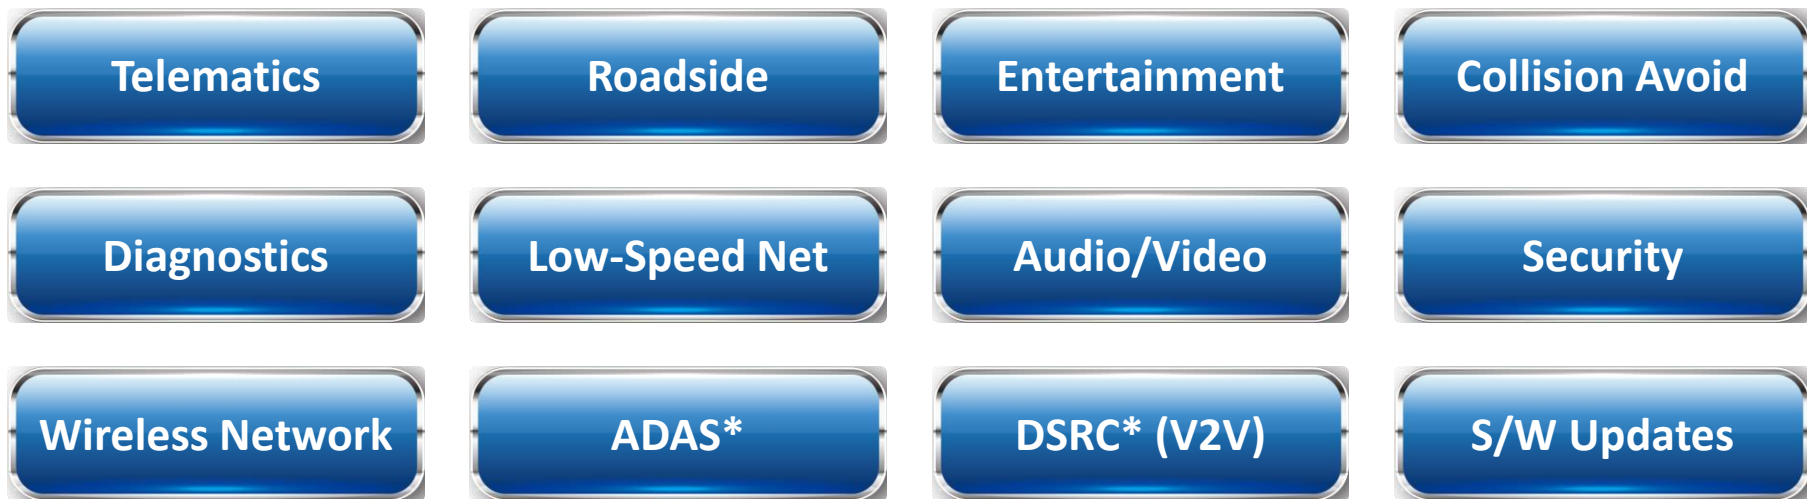 Telematics
Roadside
Entertainment
Collision Avoid
Diagnostics
Low-Speed Net
Audio/Video
Security
Wireless Network
ADAS*
DSRC* (V2V)
S/W Updates